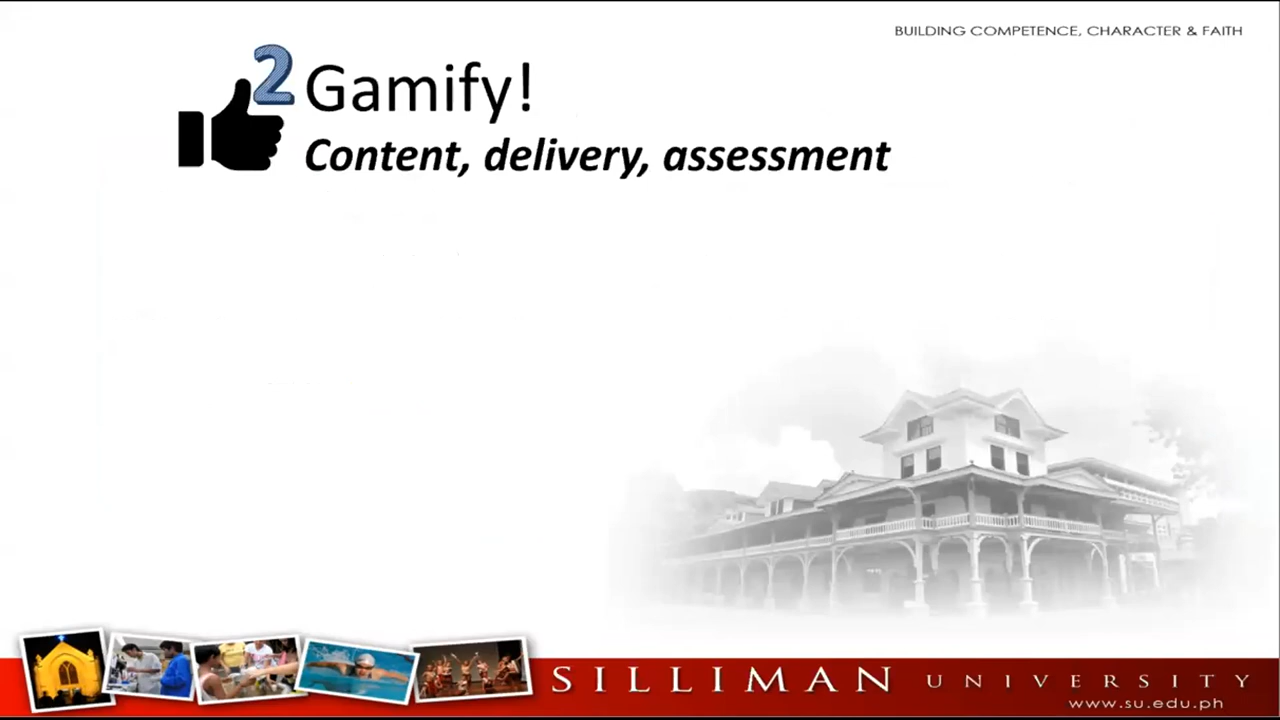 BUILDING COMPETENCE, CHARACTER & FAITH
2 Gamify!
Content, delivery, assessment
SILLIMAN UNIVERSITY
www.su.edu.ph